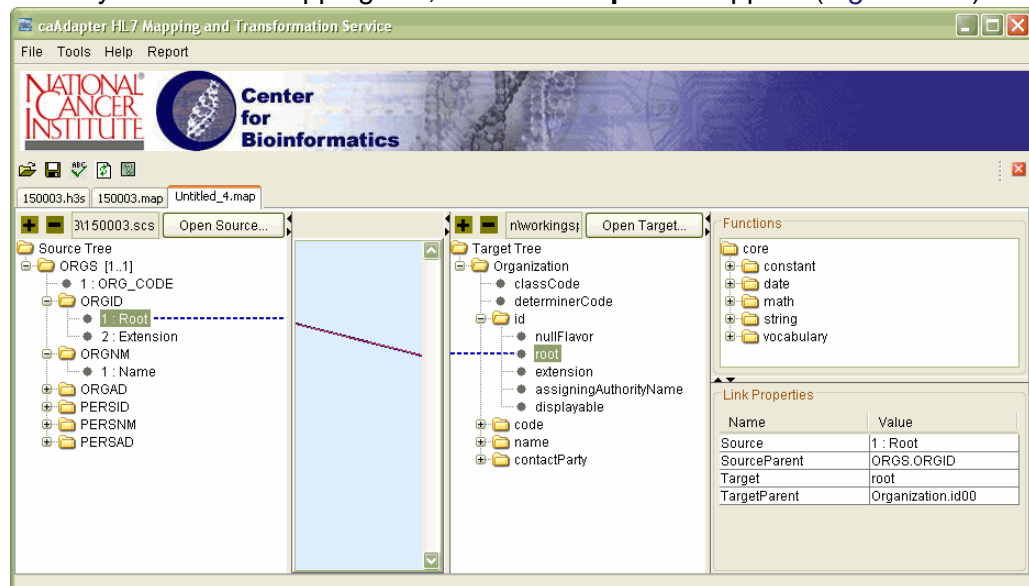 caAdapter HL7 Mapping and Transformation Service
File Tools Help Report
NATIONAL®
CANCER
INSTITUTE
Center
for
Bioinformatics
ABC
150003.h3s 150003.map Untitled_4.map
3\150003.scs Open Source...
n\workingsp Open Target...
Functions
Source Tree
ORGS [1..1]
1 : ORG_CODE
ORGID
1 : Root
2 : Extension
ORGNM
1 : Name
ORGAD
PERSID
PERSNM
PERSAD
Target Tree
Organization
classCode
determinerCode
id
nullFlavor
root
extension
assigningAuthorityName
displayable
code
name
contactParty
core
constant
date
math
string
vocabulary
Link Properties
Name Value
Source 1 : Root
SourceParent ORGS.ORGID
Target root
TargetParent Organization.id00